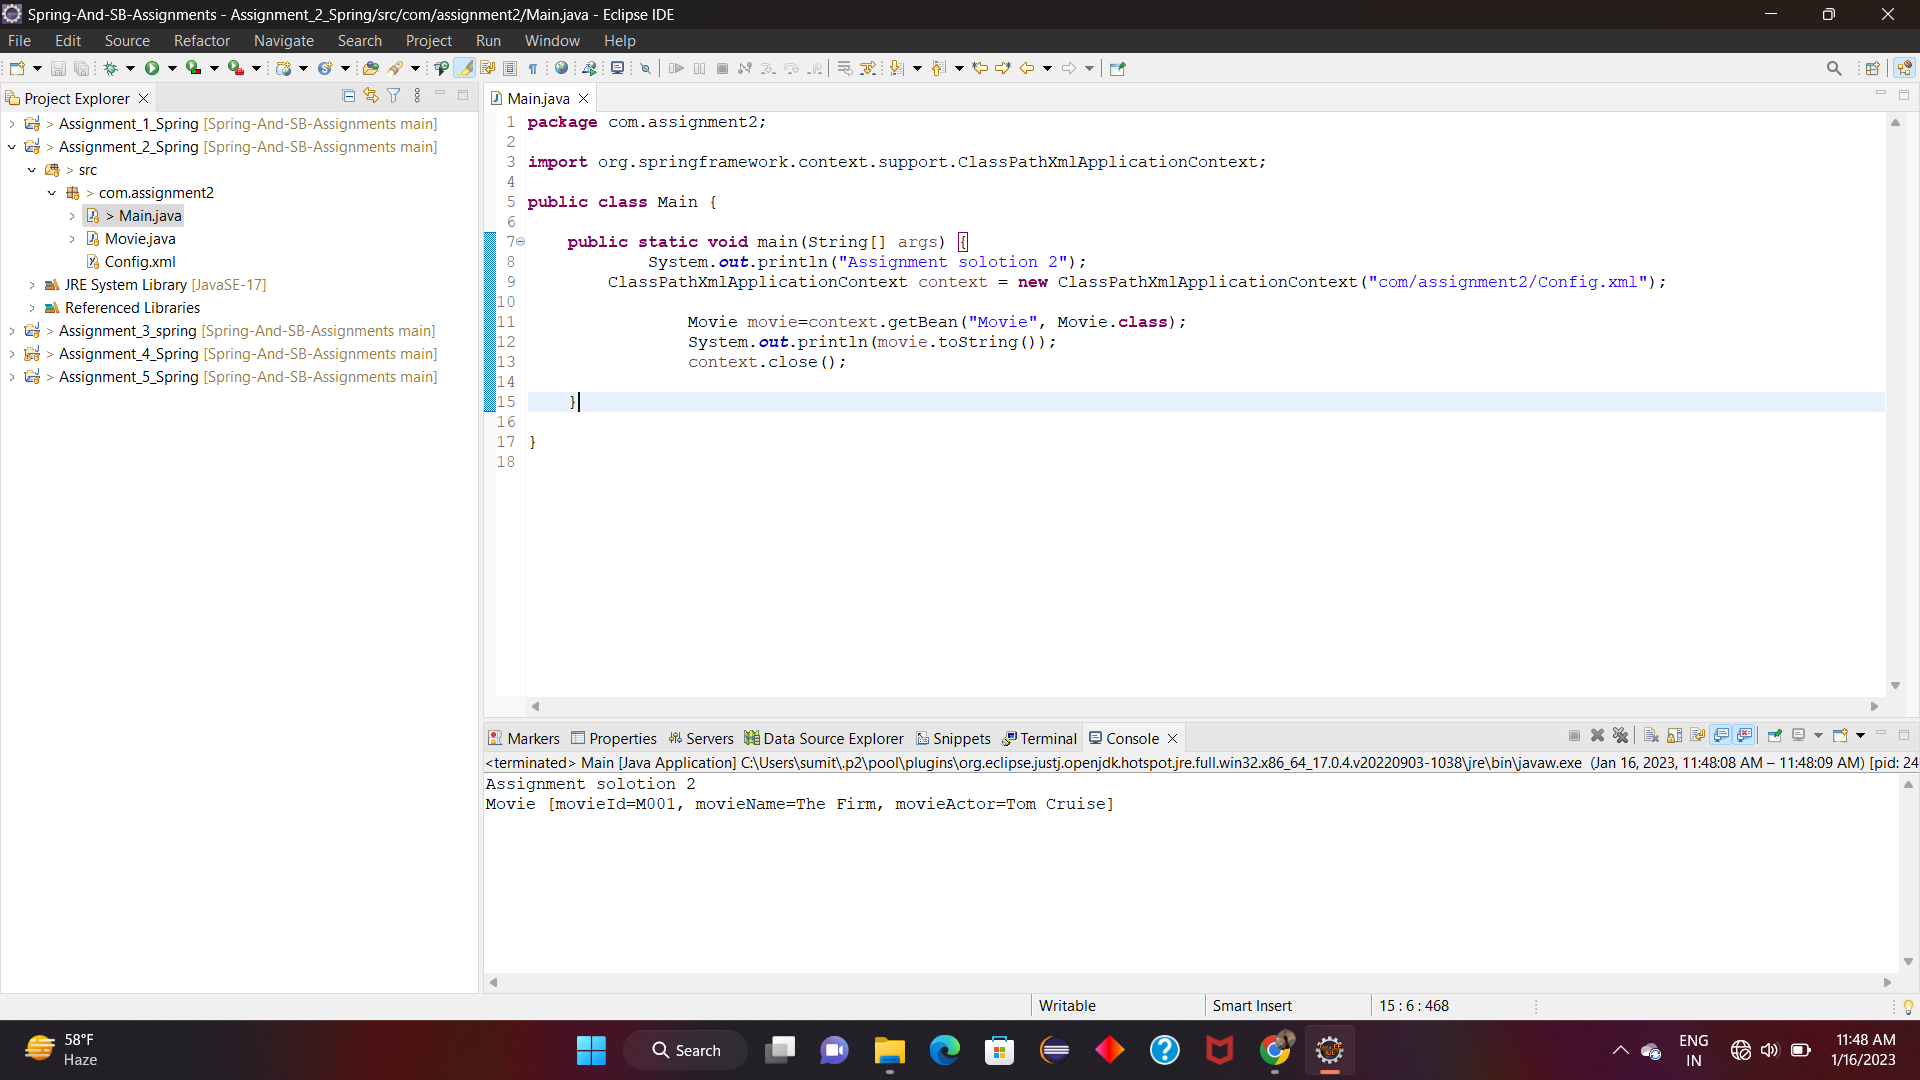 Spring-And-SB-Assignments - Assignment_2_Spring/src/com/assignment2/Main.java - Eclipse IDE
File Edit Source Refactor Navigate Search Project Run Window Help
Project Explorer
> Assignment_1_Spring [Spring-And-SB-Assignments main]
> Assignment_2_Spring [Spring-And-SB-Assignments main]
> src
> com.assignment2
> Main.java
Movie.java
Config.xml
JRE System Library [JavaSE-17]
Referenced Libraries
> Assignment_3_spring [Spring-And-SB-Assignments main]
> Assignment_4_Spring [Spring-And-SB-Assignments main]
> Assignment_5_Spring [Spring-And-SB-Assignments main]
Main.java
1 package com.assignment2;
2
3 import org.springframework.context.support.ClassPathXmlApplicationContext;
4
5 public class Main {
6
7 public static void main(String[] args) {
8 System.out.println("Assignment solotion 2");
9 ClassPathXmlApplicationContext context = new ClassPathXmlApplicationContext("com/assignment2/Config.xml");
10
11 Movie movie=context.getBean("Movie", Movie.class);
12 System.out.println(movie.toString());
13 context.close();
14
15 }
16
17 }
18
Markers Properties Servers Data Source Explorer Snippets Terminal Console
<terminated> Main [Java Application] C:\Users\sumit\.p2\pool\plugins\org.eclipse.justj.openjdk.hotspot.jre.full.win32.x86_64_17.0.4.v20220903-1038\jre\bin\javaw.exe (Jan 16, 2023, 11:48:08 AM – 11:48:09 AM) [pid: 24
Assignment solotion 2
Movie [movieId=M001, movieName=The Firm, movieActor=Tom Cruise]
Writable Smart Insert 15 : 6 : 468
58°F
Haze
Search
ENG
IN
11:48 AM
1/16/2023